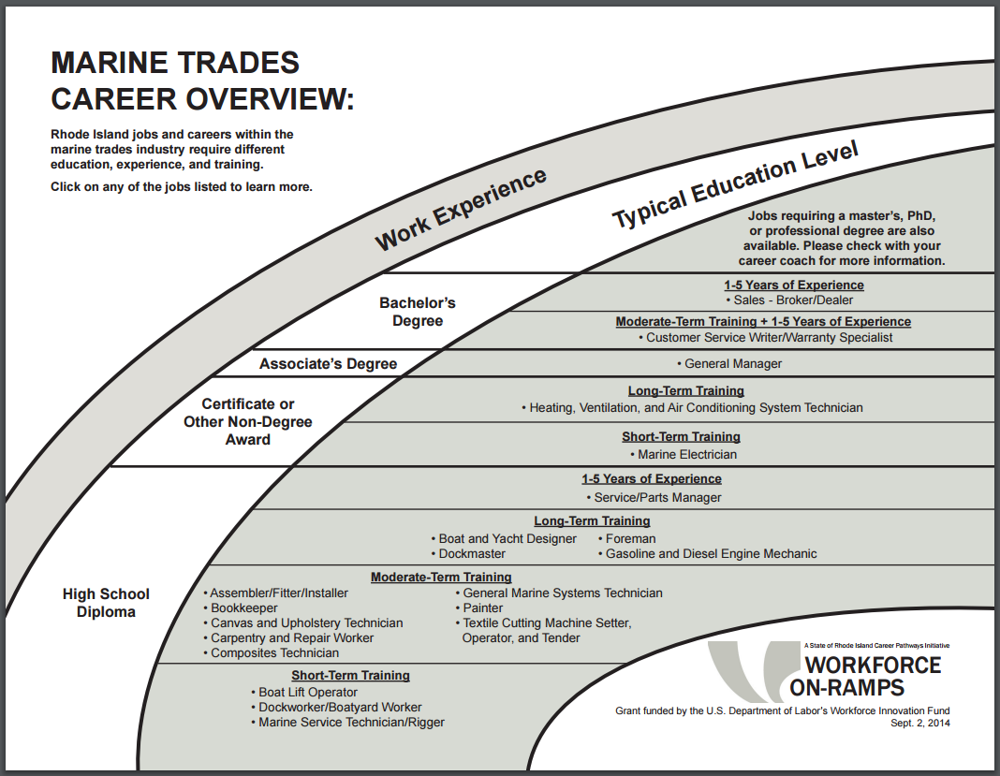 MARINE TRADES
CAREER OVERVIEW:
Rhode Island jobs and careers within the
marine trades industry require different
education, experience, and training.
Click on any of the jobs listed to learn more.
Work Experience
Typical Education Level
Jobs requiring a master's, PhD,
or professional degree are also
available. Please check with your
career coach for more information.
Bachelor's
Degree
1-5 Years of Experience
• Sales - Broker/Dealer
Moderate-Term Training + 1-5 Years of Experience
• Customer Service Writer/Warranty Specialist
Associate's Degree
• General Manager
Certificate or
Other Non-Degree
Award
Long-Term Training
• Heating, Ventilation, and Air Conditioning System Technician
Short-Term Training
• Marine Electrician
High School
Diploma
1-5 Years of Experience
• Service/Parts Manager
Long-Term Training
• Boat and Yacht Designer
• Dockmaster
• Foreman
• Gasoline and Diesel Engine Mechanic
Moderate-Term Training
• Assembler/Fitter/Installer
• Bookkeeper
• Canvas and Upholstery Technician
• Carpentry and Repair Worker
• Composites Technician
• General Marine Systems Technician
• Painter
• Textile Cutting Machine Setter,
Operator, and Tender
Short-Term Training
• Boat Lift Operator
• Dockworker/Boatyard Worker
• Marine Service Technician/Rigger
A State of Rhode Island Career Pathways Initiative
WORKFORCE
ON-RAMPS
Grant funded by the U.S. Department of Labor's Workforce Innovation Fund
Sept. 2, 2014